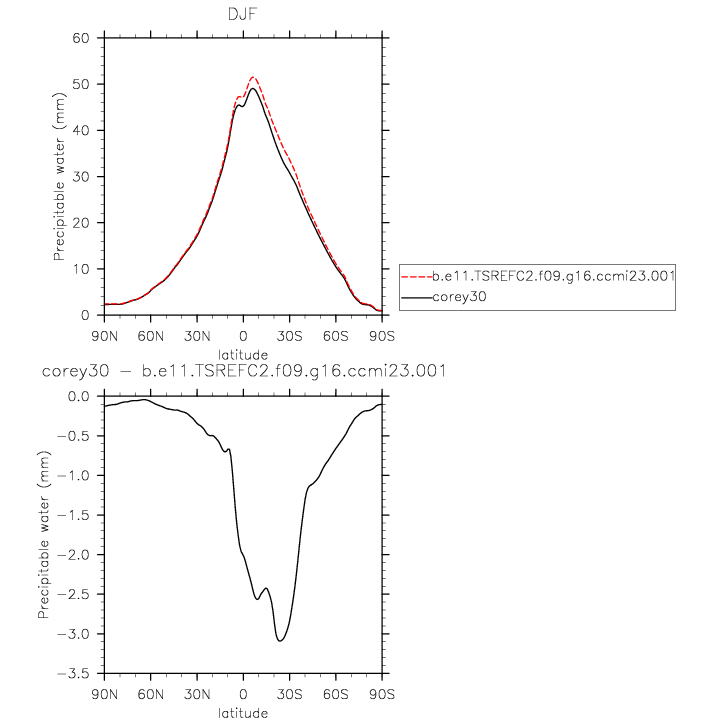 DJF
60
50
40
30
20
10
0
Precipitable water (mm)
90N 60N 30N 0 30S 60S 90S
latitude
b.e11.TSREFC2.f09.g16.ccmi23.001
corey30
corey30 − b.e11.TSREFC2.f09.g16.ccmi23.001
0.0
−0.5
−1.0
−1.5
−2.0
−2.5
−3.0
−3.5
Precipitable water (mm)
90N 60N 30N 0 30S 60S 90S
latitude